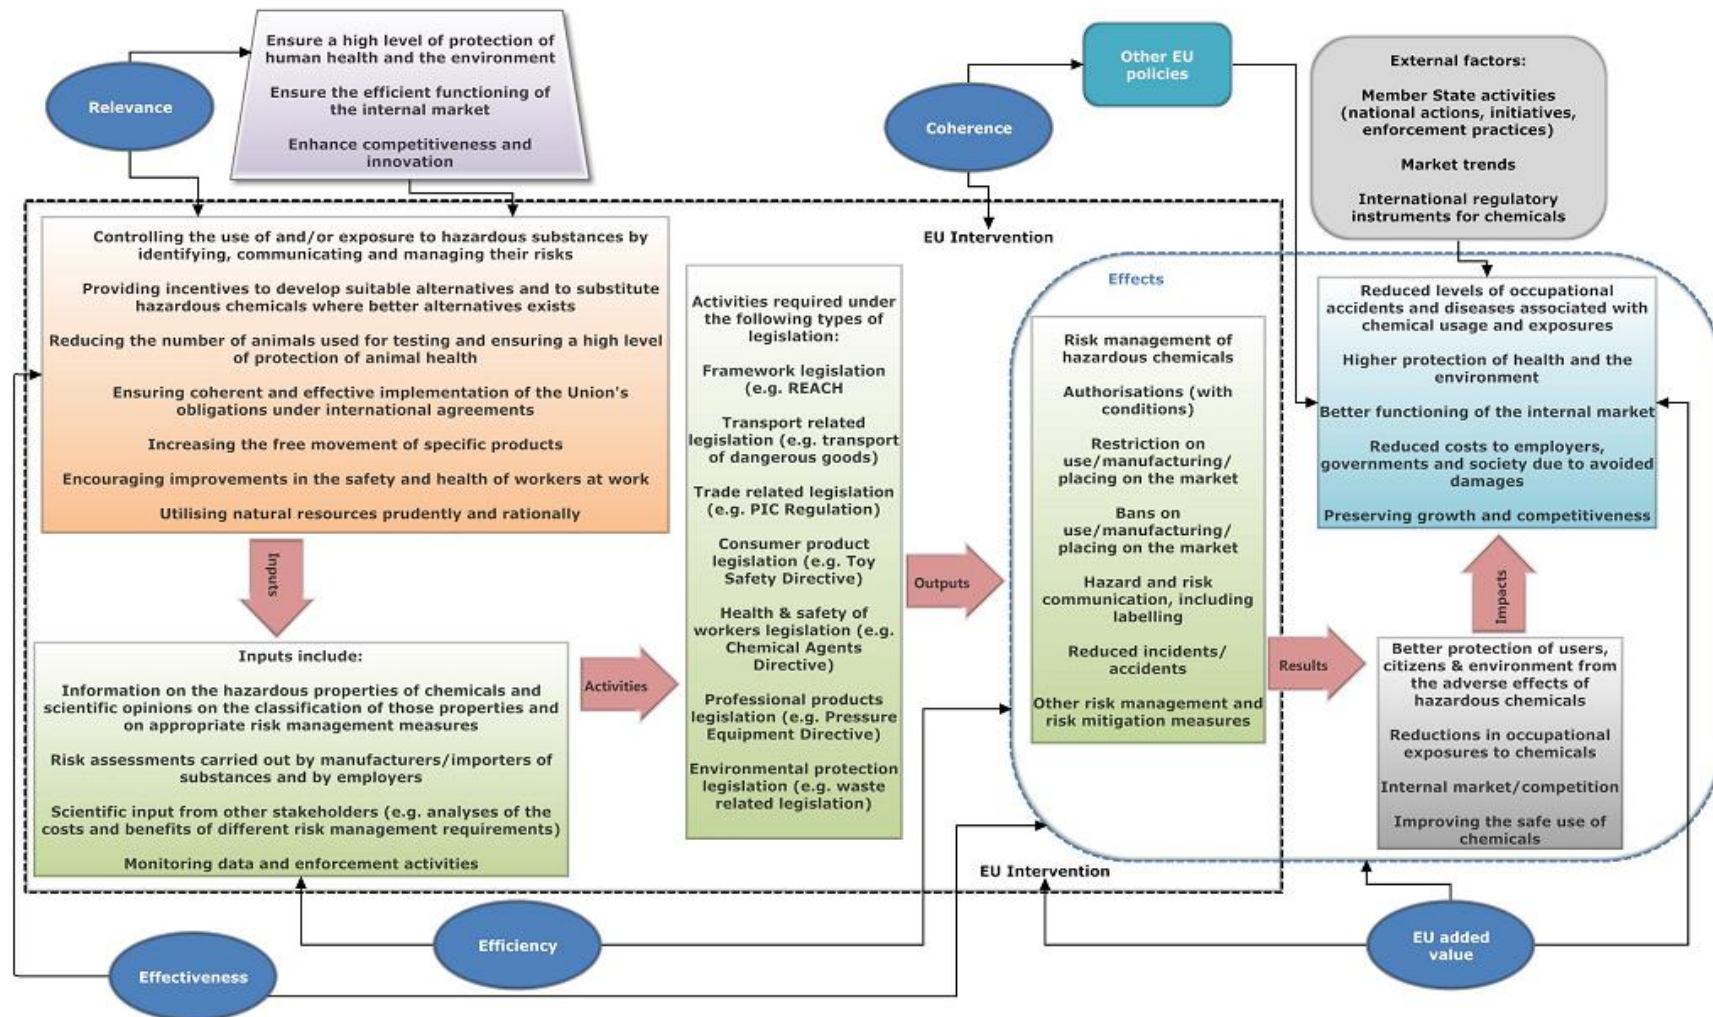 Ensure a high level of protection of
human health and the environment
Ensure the efficient functioning of
the internal market
Enhance competitiveness and
innovation
Relevance
Other EU
policies
Coherence
External factors:
Member State activities
(national actions, initiatives,
enforcement practices)
Market trends
International regulatory
instruments for chemicals
EU Intervention
Controlling the use of and/or exposure to hazardous substances by
identifying, communicating and managing their risks
Providing incentives to develop suitable alternatives and to substitute
hazardous chemicals where better alternatives exists
Reducing the number of animals used for testing and ensuring a high level
of protection of animal health
Ensuring coherent and effective implementation of the Union's
obligations under international agreements
Increasing the free movement of specific products
Encouraging improvements in the safety and health of workers at work
Utilising natural resources prudently and rationally
Inputs
Inputs include:
Information on the hazardous properties of chemicals and
scientific opinions on the classification of those properties and
on appropriate risk management measures
Risk assessments carried out by manufacturers/importers of
substances and by employers
Scientific input from other stakeholders (e.g. analyses of the
costs and benefits of different risk management requirements)
Monitoring data and enforcement activities
Activities
Activities required under
the following types of
legislation:
Framework legislation
(e.g. REACH
Transport related
legislation (e.g. transport
of dangerous goods)
Trade related legislation
(e.g. PIC Regulation)
Consumer product
legislation (e.g. Toy
Safety Directive)
Health & safety of
workers legislation (e.g.
Chemical Agents
Directive)
Professional products
legislation (e.g. Pressure
Equipment Directive)
Environmental protection
legislation (e.g. waste
related legislation)
Outputs
Effects
Risk management of
hazardous chemicals
Authorisations (with
conditions)
Restriction on
use/manufacturing/
placing on the market
Bans on
use/manufacturing/
placing on the market
Hazard and risk
communication, including
labelling
Reduced incidents/
accidents
Other risk management and
risk mitigation measures
Results
Better protection of users,
citizens & environment from
the adverse effects of
hazardous chemicals
Reductions in occupational
exposures to chemicals
Internal market/competition
Improving the safe use of
chemicals
Impacts
Reduced levels of occupational
accidents and diseases associated with
chemical usage and exposures
Higher protection of health and the
environment
Better functioning of the internal market
Reduced costs to employers,
governments and society due to avoided
damages
Preserving growth and competitiveness
EU Intervention
Efficiency
Effectiveness
EU added
value